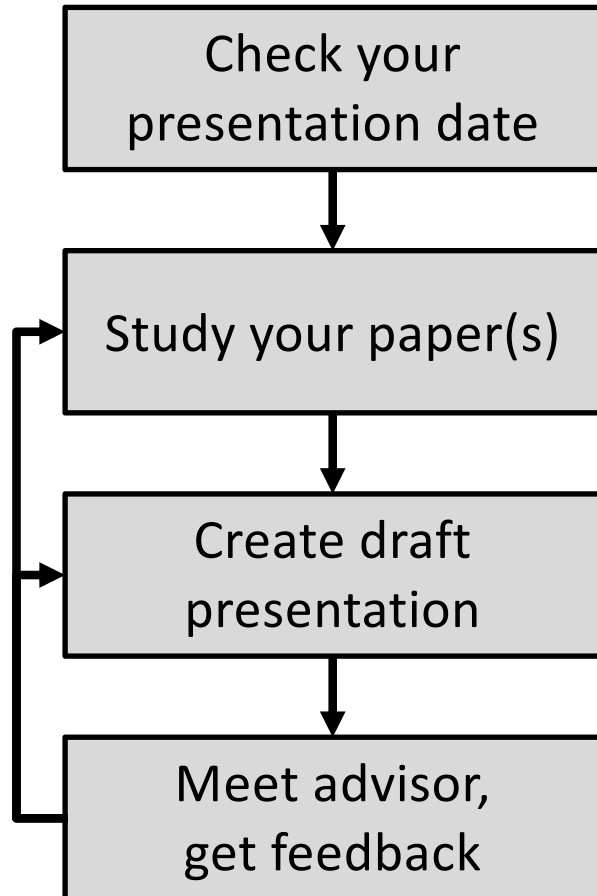 Check your
presentation date
Study your paper(s)
Create draft
presentation
Meet advisor,
get feedback